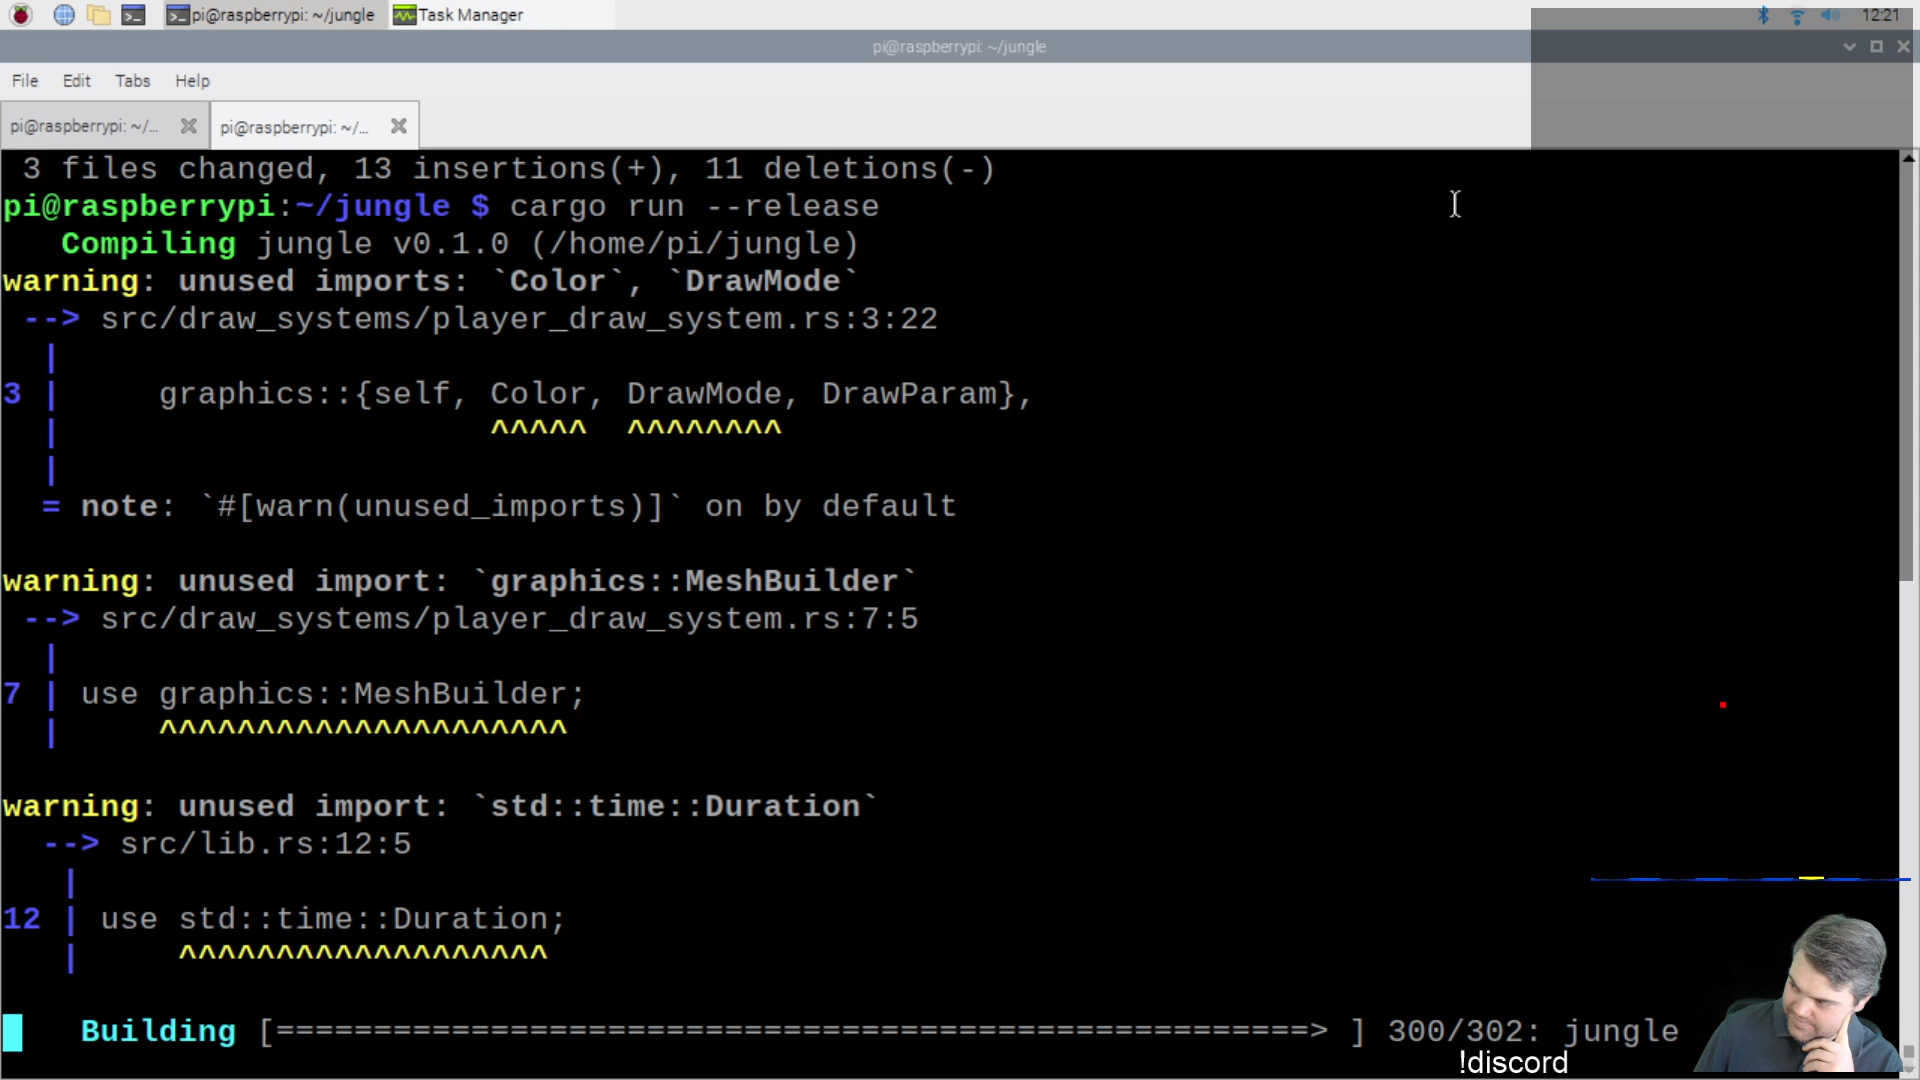 pi@raspberrypi: ~/jungle
Task Manager
12:21
pi@raspberrypi: ~/jungle
File Edit Tabs Help
pi@raspberrypi: ~/...
pi@raspberrypi: ~/...
3 files changed, 13 insertions(+), 11 deletions(-)
pi@raspberrypi:~/jungle $ cargo run --release
Compiling jungle v0.1.0 (/home/pi/jungle)
warning: unused imports: `Color`, `DrawMode`
--> src/draw_systems/player_draw_system.rs:3:22
|
3 | graphics::{self, Color, DrawMode, DrawParam},
| ^^^^^ ^^^^^^^^
|
= note: `#[warn(unused_imports)]` on by default
warning: unused import: `graphics::MeshBuilder`
--> src/draw_systems/player_draw_system.rs:7:5
|
7 | use graphics::MeshBuilder;
| ^^^^^^^^^^^^^^^^^^^^^
warning: unused import: `std::time::Duration`
--> src/lib.rs:12:5
|
12 | use std::time::Duration;
| ^^^^^^^^^^^^^^^^^^^
Building [=====================================================> ] 300/302: jungle
!discord